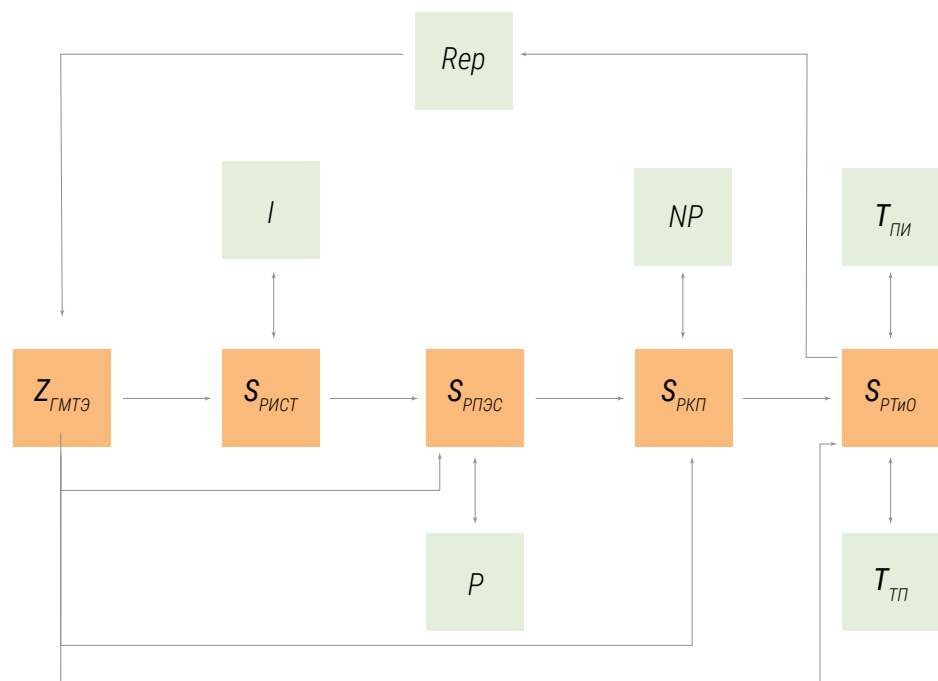 Rep
I
NP
T ПИ
Z ГМТЭ
S РИСТ
S РПЭС
S РКП
S РТиО
P
T ТП